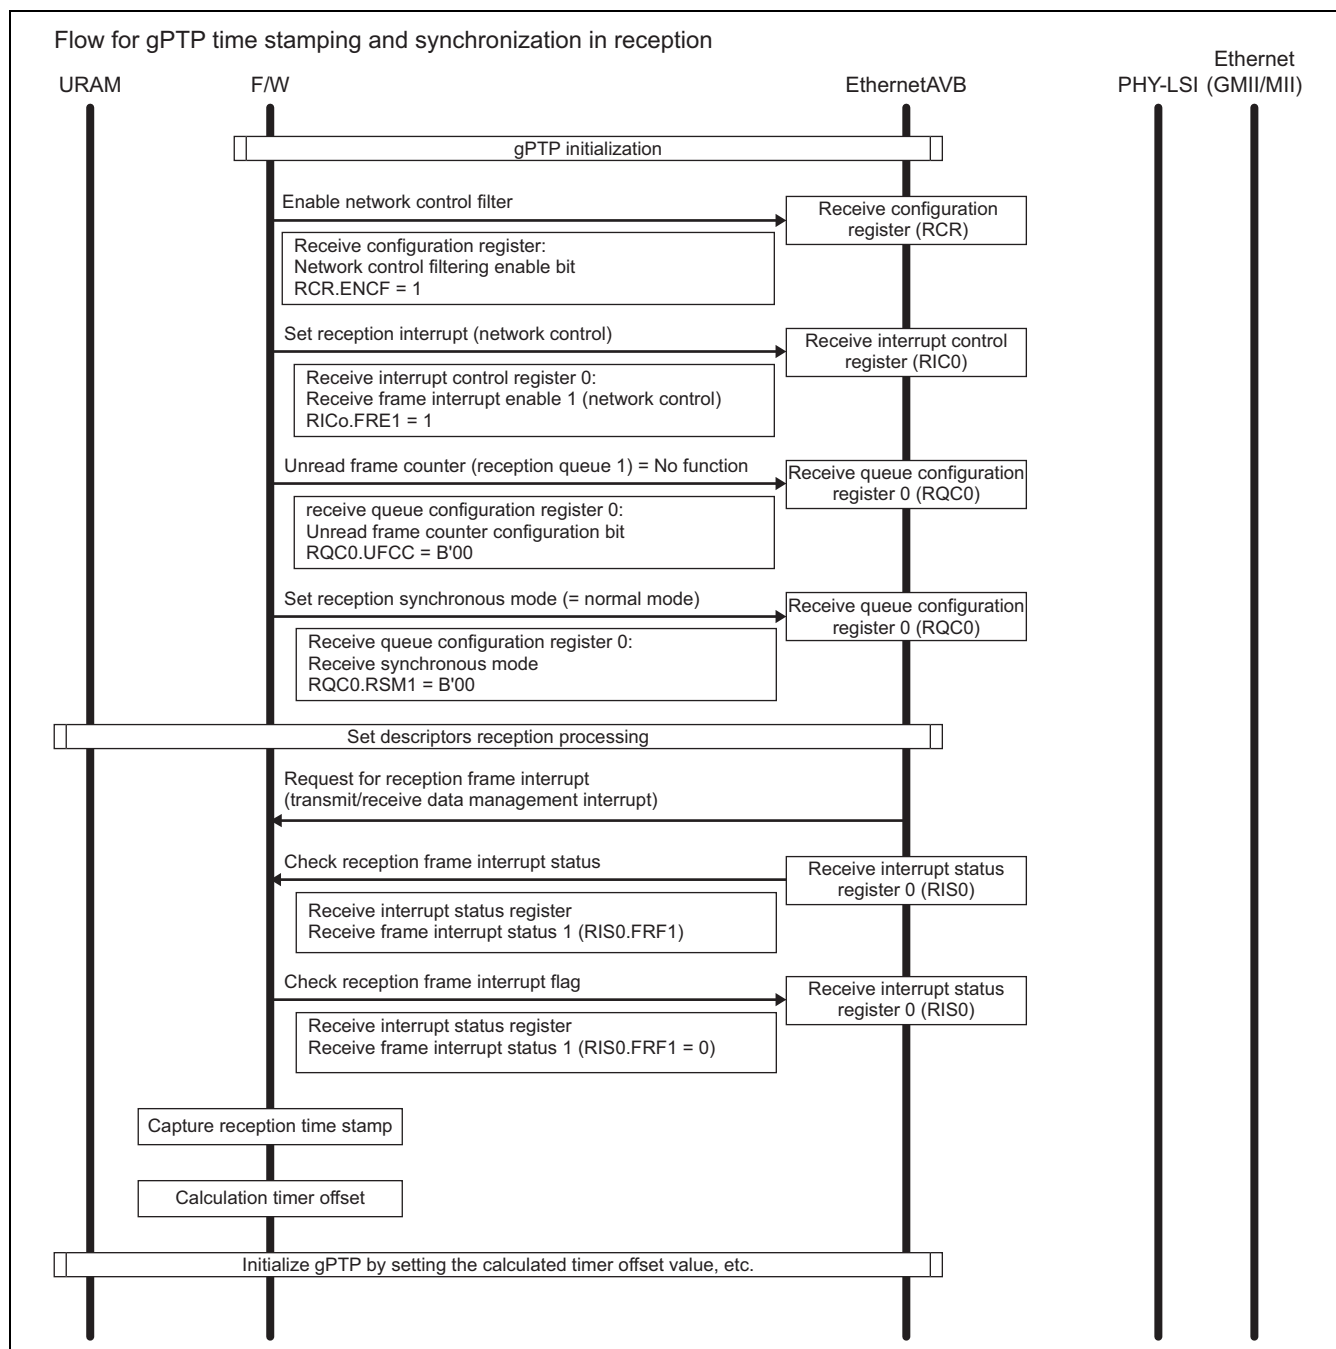 Flow for gPTP time stamping and synchronization in reception
URAM
F/W
EthernetAVB
PHY-LSI
Ethernet
(GMII/MII)
gPTP initialization
Enable network control filter
Receive configuration
register (RCR)
Receive configuration register:
Network control filtering enable bit
RCR.ENCF = 1
Set reception interrupt (network control)
Receive interrupt control
register (RIC0)
Receive interrupt control register 0:
Receive frame interrupt enable 1 (network control)
RICo.FRE1 = 1
Unread frame counter (reception queue 1) = No function
Receive queue configuration
register 0 (RQC0)
receive queue configuration register 0:
Unread frame counter configuration bit
RQC0.UFCC = B'00
Set reception synchronous mode (= normal mode)
Receive queue configuration
register 0 (RQC0)
Receive queue configuration register 0:
Receive synchronous mode
RQC0.RSM1 = B'00
Set descriptors reception processing
Request for reception frame interrupt
(transmit/receive data management interrupt)
Check reception frame interrupt status
Receive interrupt status
register 0 (RIS0)
Receive interrupt status register
Receive frame interrupt status 1 (RIS0.FRF1)
Check reception frame interrupt flag
Receive interrupt status
register 0 (RIS0)
Receive interrupt status register
Receive frame interrupt status 1 (RIS0.FRF1 = 0)
Capture reception time stamp
Calculation timer offset
Initialize gPTP by setting the calculated timer offset value, etc.